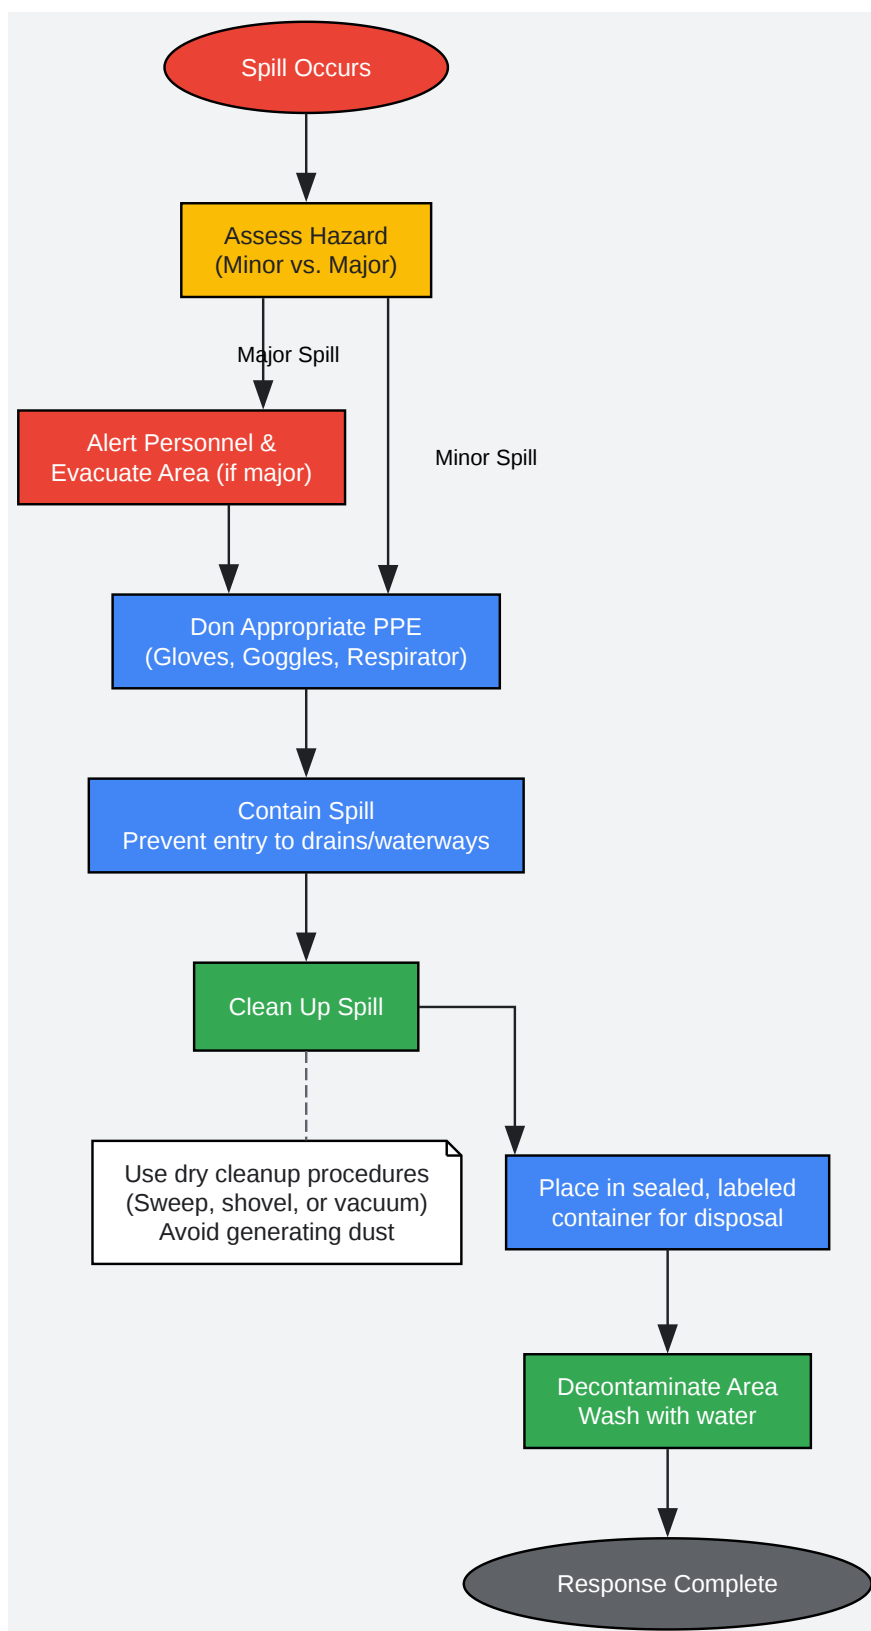 Spill Occurs
Assess Hazard
(Minor vs. Major)
Major Spill
Alert Personnel &
Evacuate Area (if major)
Minor Spill
Don Appropriate PPE
(Gloves, Goggles, Respirator)
Contain Spill
Prevent entry to drains/waterways
Clean Up Spill
Use dry cleanup procedures
(Sweep, shovel, or vacuum)
Avoid generating dust
Place in sealed, labeled
container for disposal
Decontaminate Area
Wash with water
Response Complete